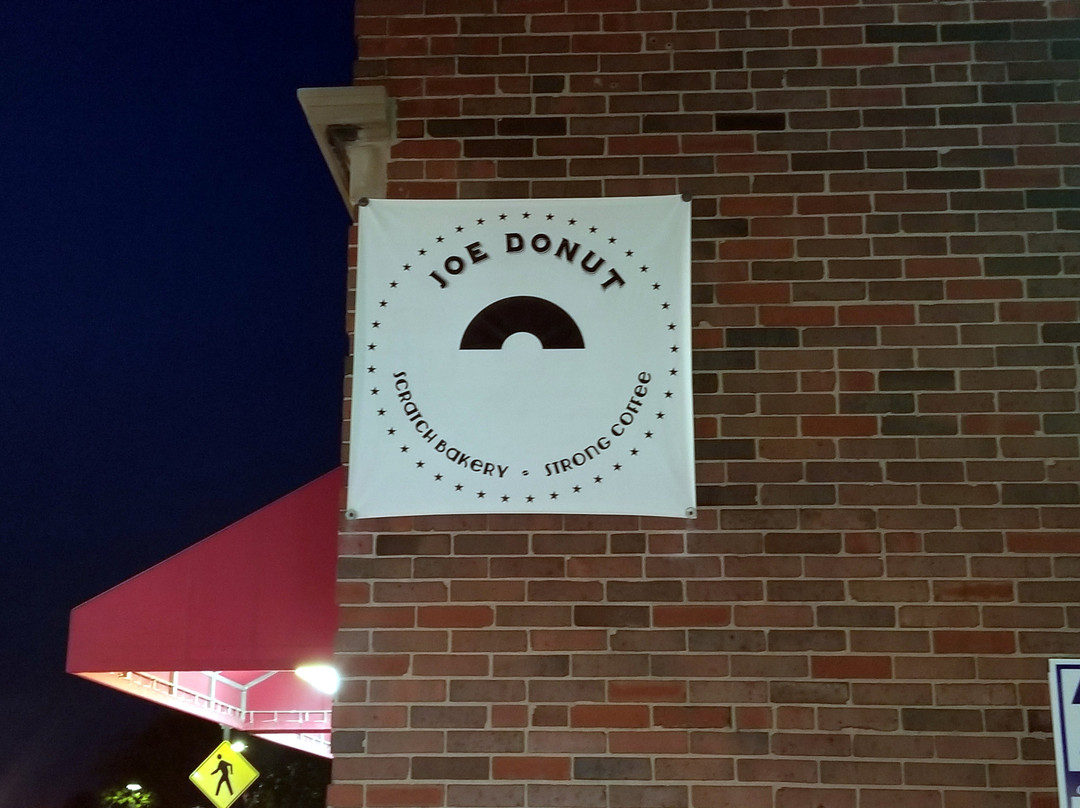 JOE DONUT
SCRATCH BAKERY • STRONG COFFEE